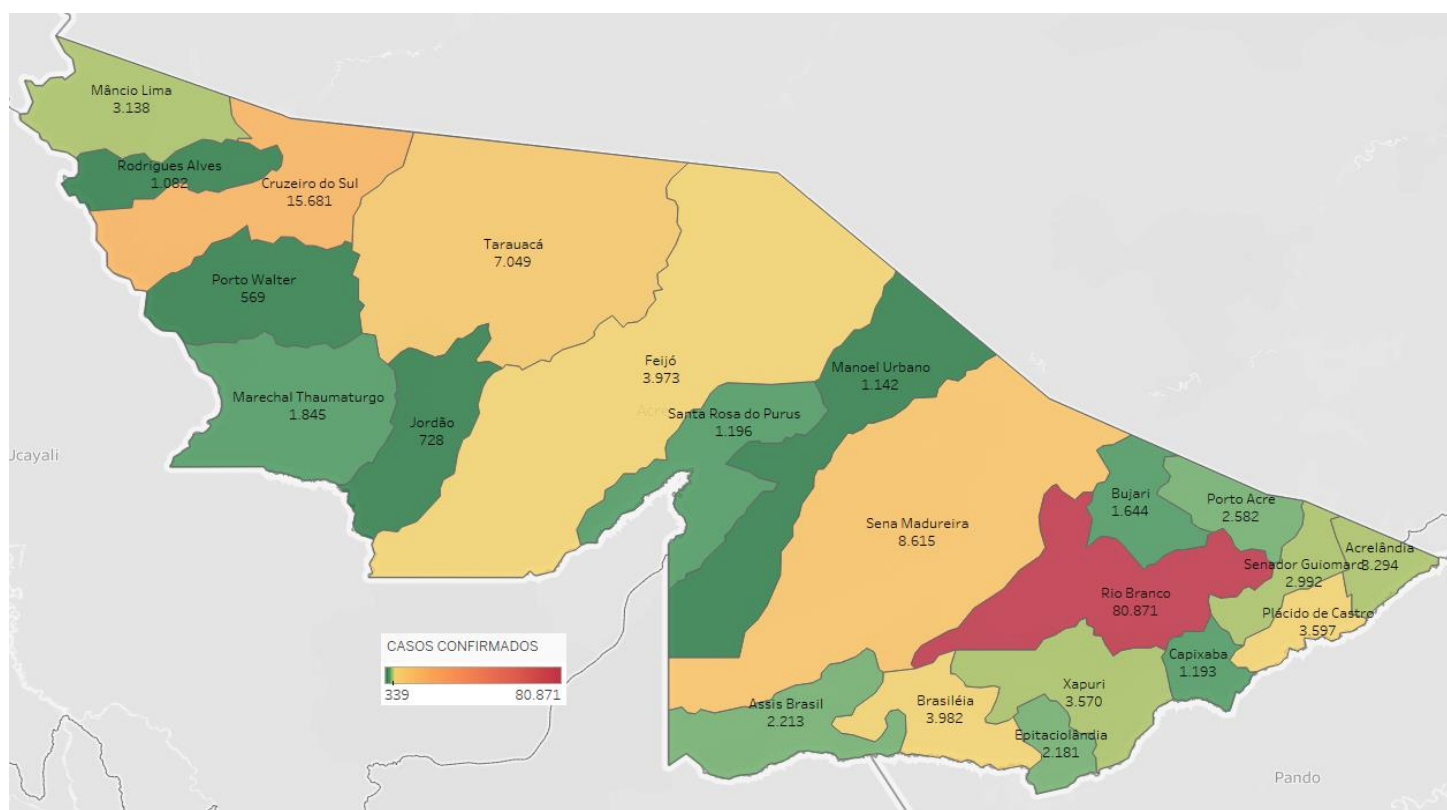 Mâncio Lima
3.138
Rodrigues Alves
1.082
Cruzeiro do Sul
15.681
Tarauacá
7.049
Porto Walter
569
Feijó
3.973
Acre
Manoel Urbano
1.142
Marechal Thaumaturgo
1.845
Jordão
728
Santa Rosa do Purus
1.196
Ucayali
Sena Madureira
8.615
Bujari
1.644
Porto Acre
2.582
Acrelândia
3.294
Senador Guiomard
2.992
Rio Branco
80.871
Plácido de Castro
3.597
Capixaba
1.193
CASOS CONFIRMADOS
339
80.871
Assis Brasil
2.213
Brasiléia
3.982
Xapuri
3.570
Epitaciolândia
2.181
Pando